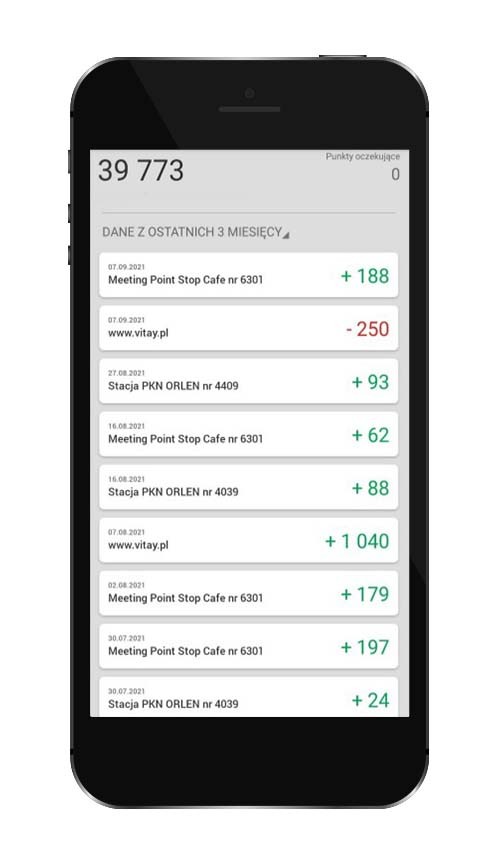 39 773
Punkty oczekujące
0
DANE Z OSTATNICH 3 MIESIĘCY
07.09.2021
Meeting Point Stop Cafe nr 6301
+ 188
07.09.2021
www.vitay.pl
- 250
27.08.2021
Stacja PKN ORLEN nr 4409
+ 93
16.08.2021
Meeting Point Stop Cafe nr 6301
+ 62
16.08.2021
Stacja PKN ORLEN nr 4039
+ 88
07.08.2021
www.vitay.pl
+ 1 040
02.08.2021
Meeting Point Stop Cafe nr 6301
+ 179
30.07.2021
Meeting Point Stop Cafe nr 6301
+ 197
30.07.2021
Stacja PKN ORLEN nr 4039
+ 24